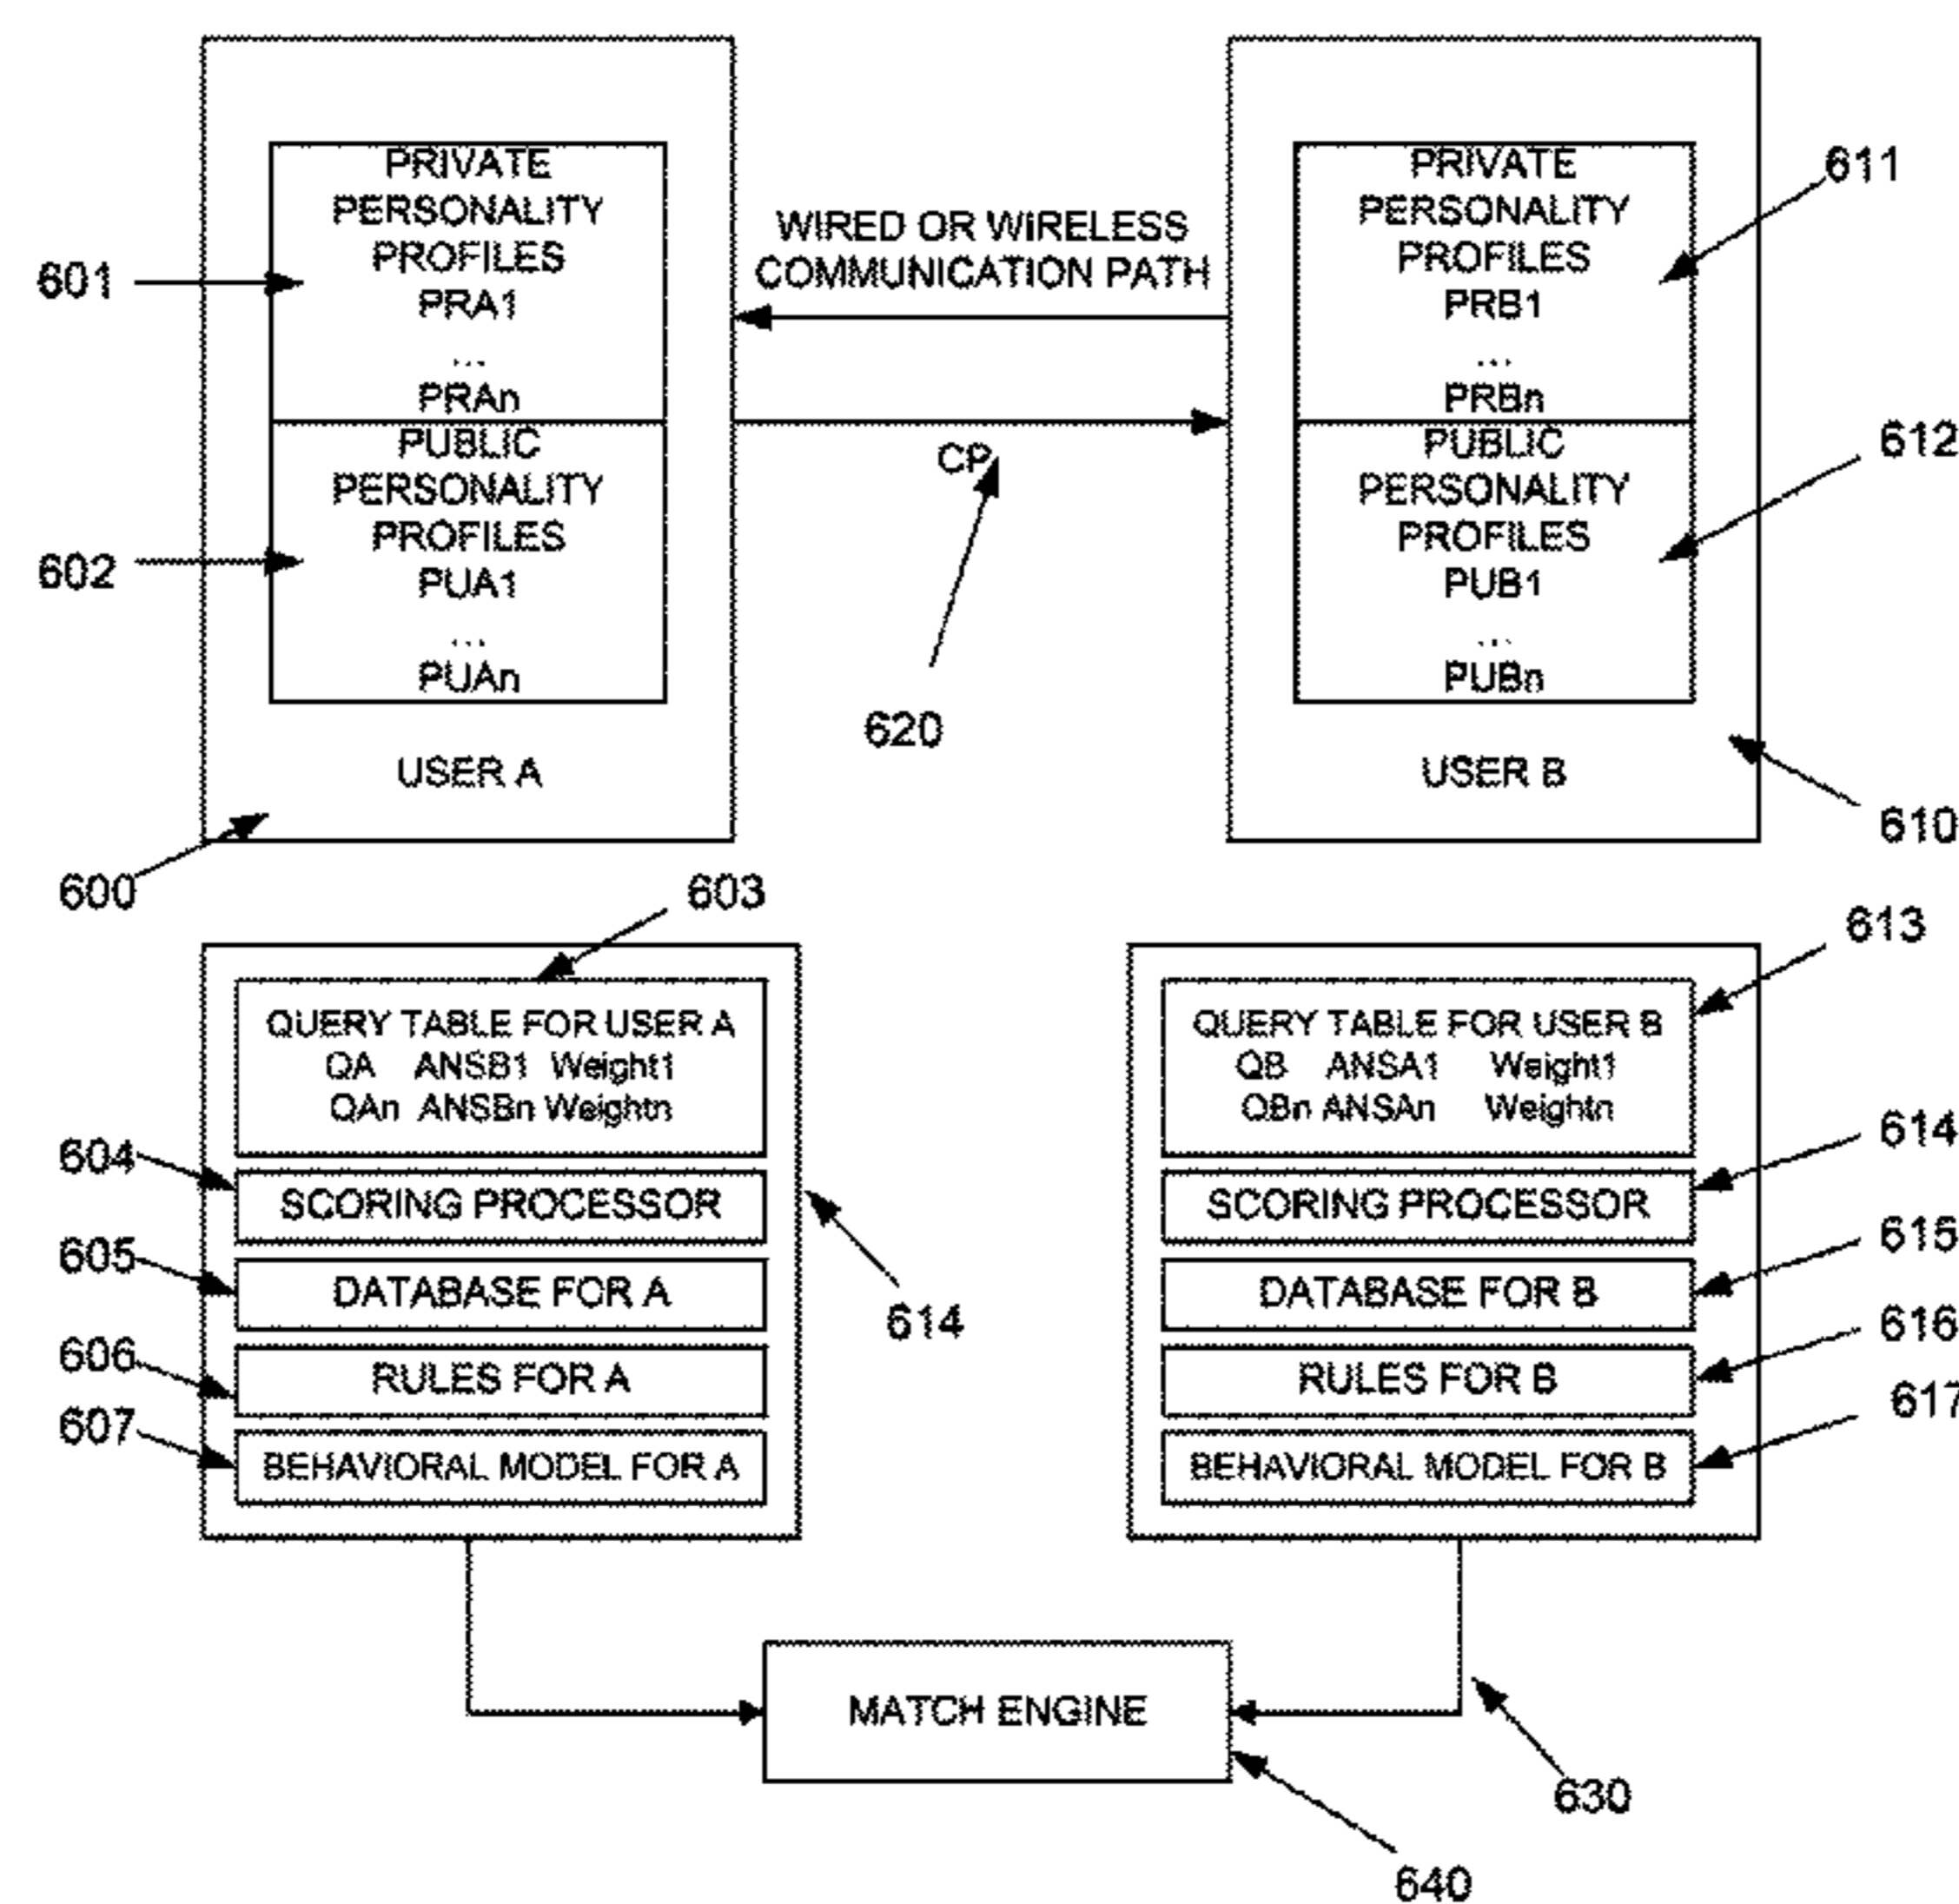 PRIVATE
PERSONALITY
PROFILES
PRA1
...
PRAn
PUBLIC
PERSONALITY
PROFILES
PUA1
...
PUAn
USER A
601
602
600
WIRED OR WIRELESS
COMMUNICATION PATH
CP
620
PRIVATE
PERSONALITY
PROFILES
PRB1
...
PRBn
PUBLIC
PERSONALITY
PROFILES
PUB1
...
PUBn
USER B
611
612
610
603
QUERY TABLE FOR USER A
QA ANSB1 Weight1
QAn ANSBn Weightn
SCORING PROCESSOR
DATABASE FOR A
RULES FOR A
BEHAVIORAL MODEL FOR A
604
605
606
607
614
613
QUERY TABLE FOR USER B
QB ANSA1 Weight1
QBn ANSAn Weightn
SCORING PROCESSOR
DATABASE FOR B
RULES FOR B
BEHAVIORAL MODEL FOR B
614
615
616
617
MATCH ENGINE
630
640